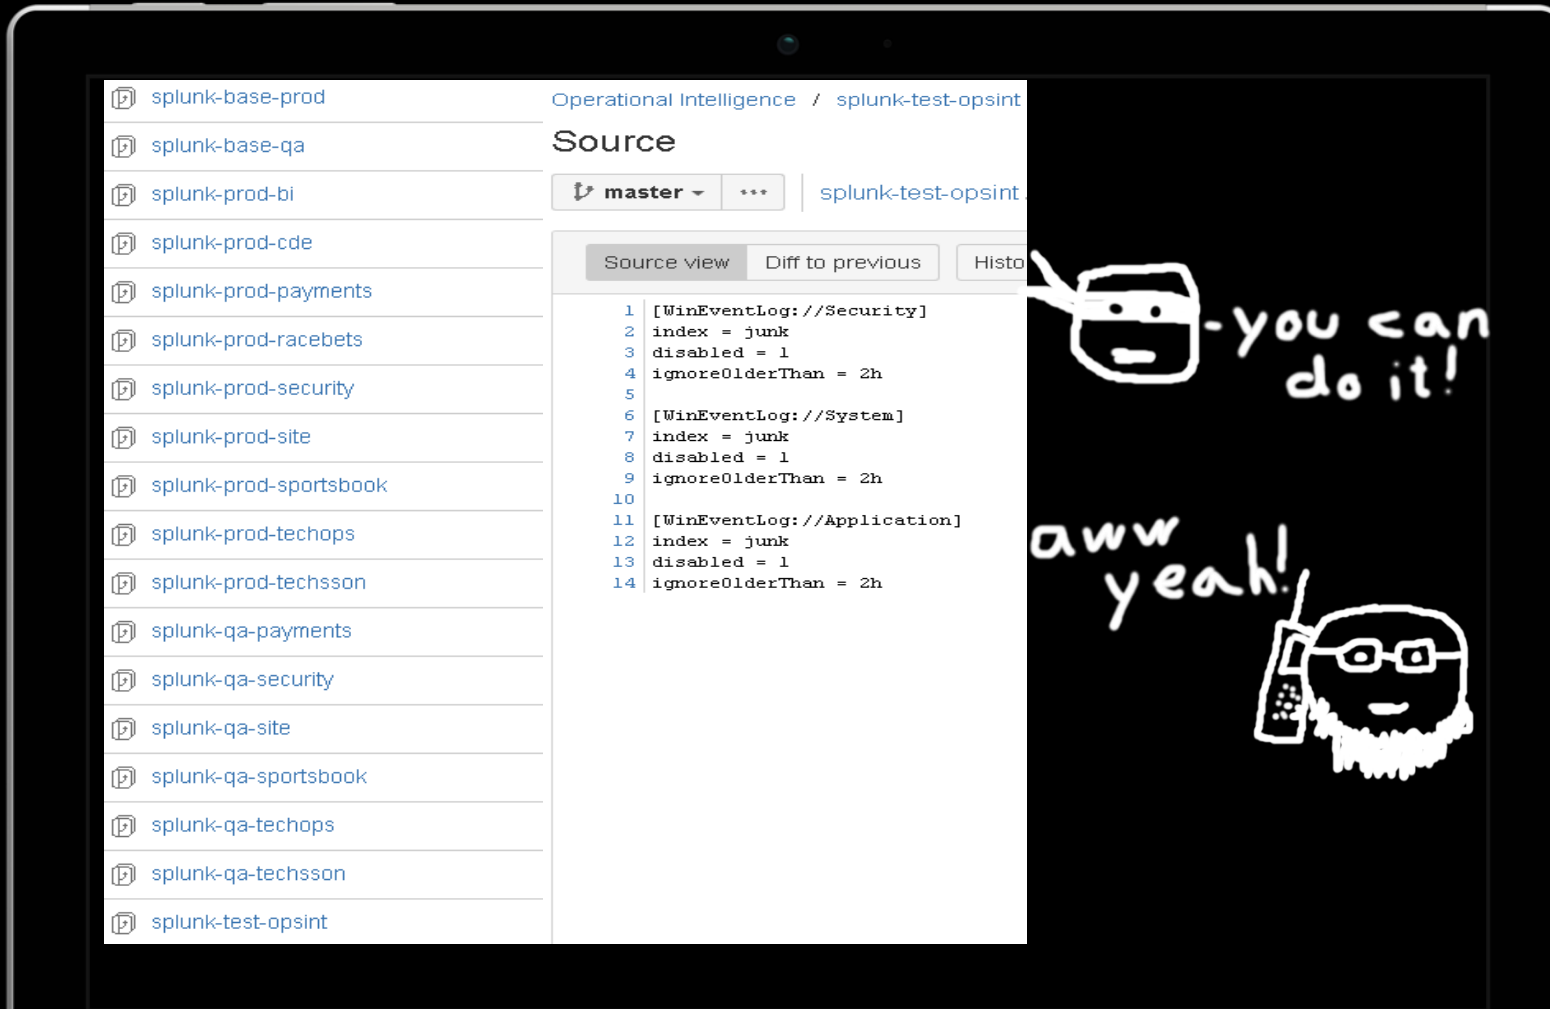 splunk-base-prod
splunk-base-qa
splunk-prod-bi
splunk-prod-cde
splunk-prod-payments
splunk-prod-racebets
splunk-prod-security
splunk-prod-site
splunk-prod-sportsbook
splunk-prod-techops
splunk-prod-techsson
splunk-qa-payments
splunk-qa-security
splunk-qa-site
splunk-qa-sportsbook
splunk-qa-techops
splunk-qa-techsson
splunk-test-opsint
Operational Intelligence / splunk-test-opsint
Source
master ••• splunk-test-opsint
Source view Diff to previous Histo
1 [WinEventLog://Security]
2 index = junk
3 disabled = 1
4 ignoreOlderThan = 2h
5
6 [WinEventLog://System]
7 index = junk
8 disabled = 1
9 ignoreOlderThan = 2h
10
11 [WinEventLog://Application]
12 index = junk
13 disabled = 1
14 ignoreOlderThan = 2h
-you can
do it!
aww
yeah!